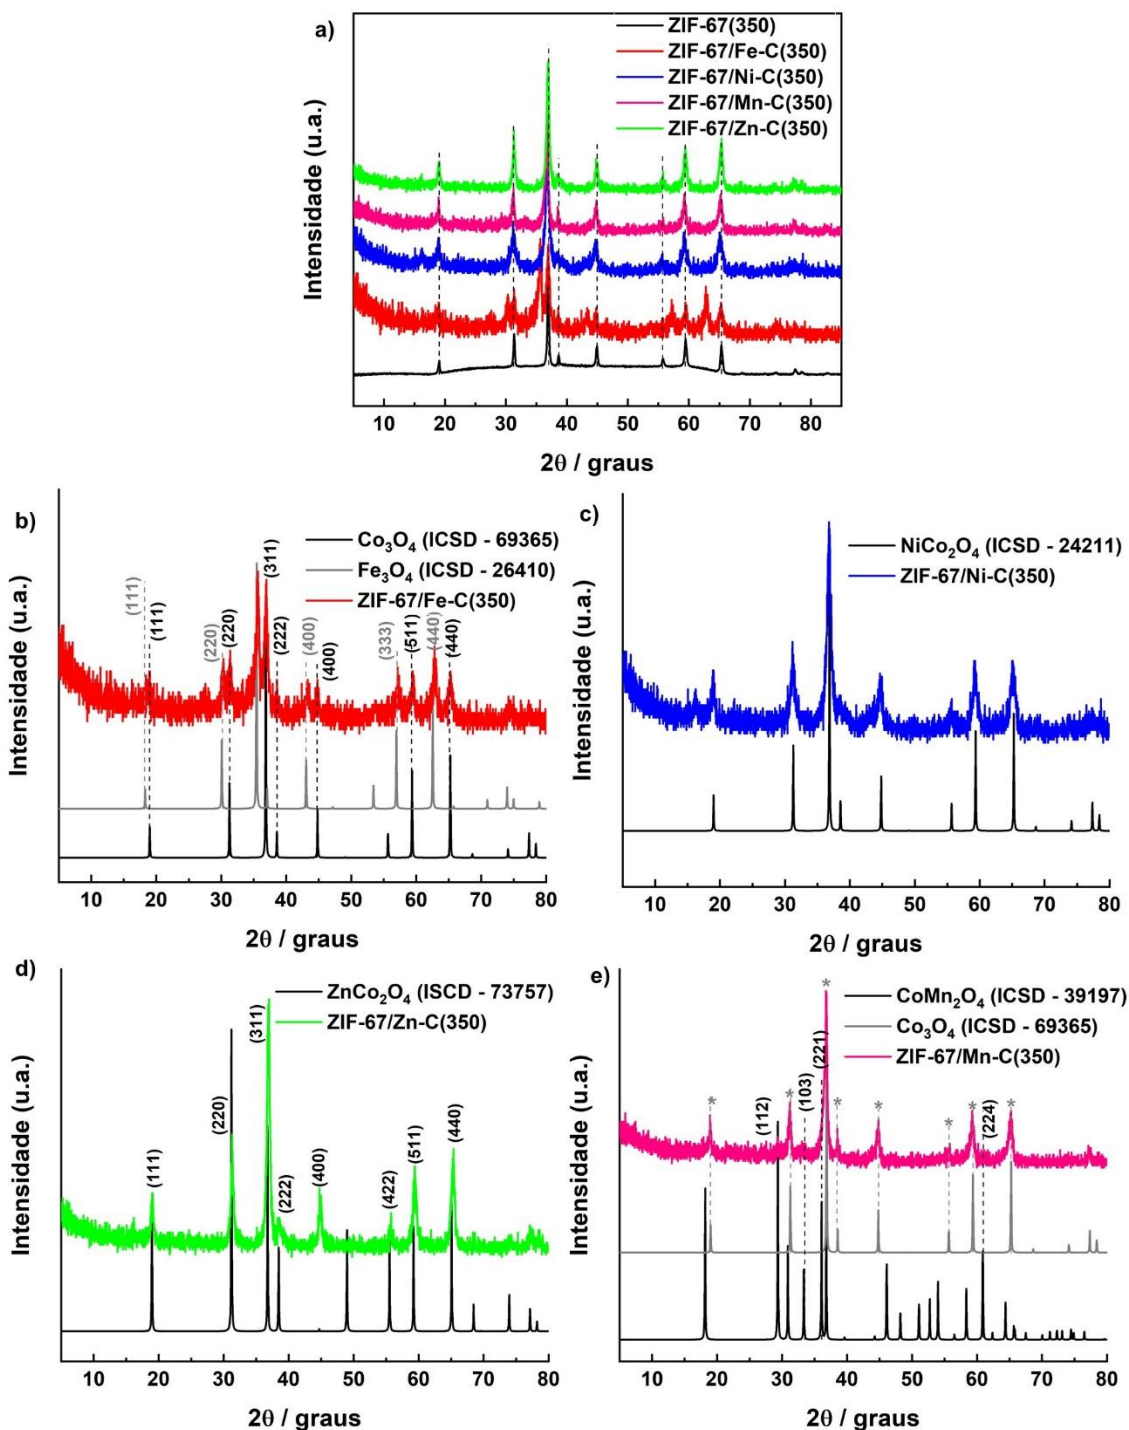 a)
ZIF-67(350)
ZIF-67/Fe-C(350)
ZIF-67/Ni-C(350)
ZIF-67/Mn-C(350)
ZIF-67/Zn-C(350)
Intensidade (u.a.)
10 20 30 40 50 60 70 80
2θ / graus
b)
Co₃O₄ (ICSD - 69365)
Fe₃O₄ (ICSD - 26410)
ZIF-67/Fe-C(350)
(111)
(111)
(220)
(220)
(311)
(222)
(400)
(400)
(333)
(511)
(440)
(440)
Intensidade (u.a.)
10 20 30 40 50 60 70 80
2θ / graus
c)
NiCo₂O₄ (ICSD - 24211)
ZIF-67/Ni-C(350)
Intensidade (u.a.)
10 20 30 40 50 60 70 80
2θ / graus
d)
ZnCo₂O₄ (ISCD - 73757)
ZIF-67/Zn-C(350)
(111)
(220)
(311)
(222)
(400)
(422)
(511)
(440)
Intensidade (u.a.)
10 20 30 40 50 60 70 80
2θ / graus
e)
CoMn₂O₄ (ICSD - 39197)
Co₃O₄ (ICSD - 69365)
ZIF-67/Mn-C(350)
* * * * * * * *
(112)
(103)
(221)
(224)
Intensidade (u.a.)
10 20 30 40 50 60 70 80
2θ / graus